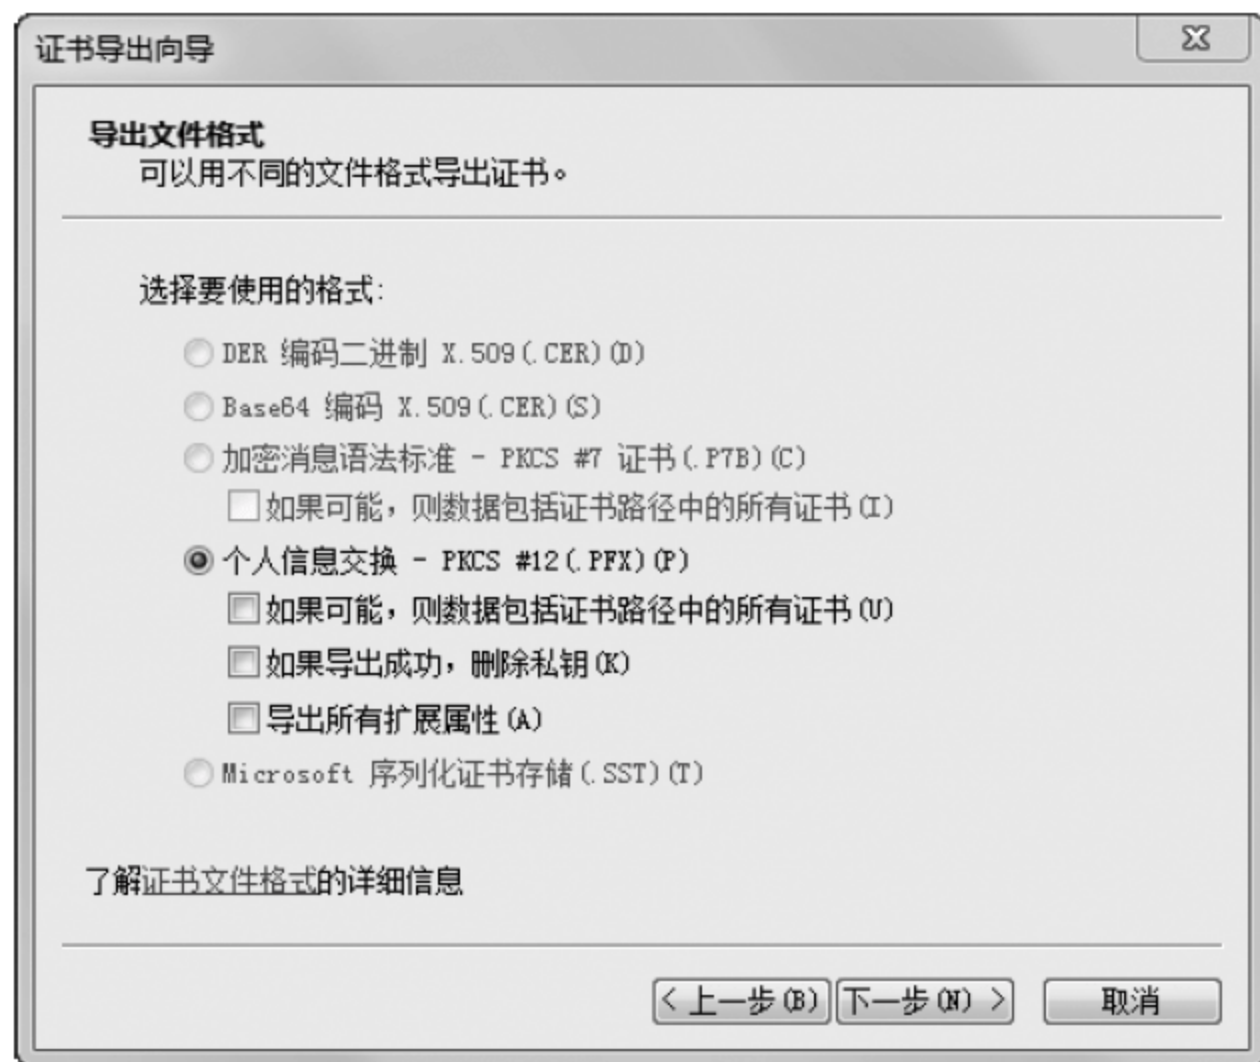 证书导出向导
导出文件格式
可以用不同的文件格式导出证书。
选择要使用的格式:
DER 编码二进制 X.509(.CER)(D)
Base64 编码 X.509(.CER)(S)
加密消息语法标准 - PKCS #7 证书(.P7B)(C)
如果可能，则数据包括证书路径中的所有证书(I)
个人信息交换 - PKCS #12(.PFX)(P)
如果可能，则数据包括证书路径中的所有证书(U)
如果导出成功，删除私钥(K)
导出所有扩展属性(A)
Microsoft 序列化证书存储(.SST)(T)
了解证书文件格式的详细信息
< 上一步(B) 下一步(N) > 取消